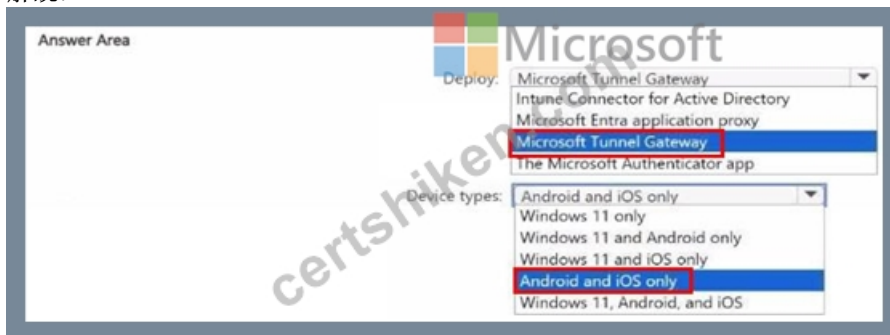 解説:
Answer Area
Microsoft
Deploy: Microsoft Tunnel Gateway
Intune Connector for Active Directory
Microsoft Entra application proxy
Microsoft Tunnel Gateway
The Microsoft Authenticator app
Device types: Android and iOS only
Windows 11 only
Windows 11 and Android only
Windows 11 and iOS only
Android and iOS only
Windows 11, Android, and iOS
certshiken.com